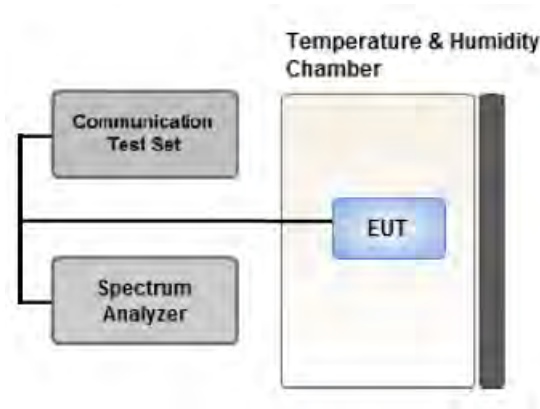 Temperature & Humidity
Chamber
Communication
Test Set
EUT
Spectrum
Analyzer